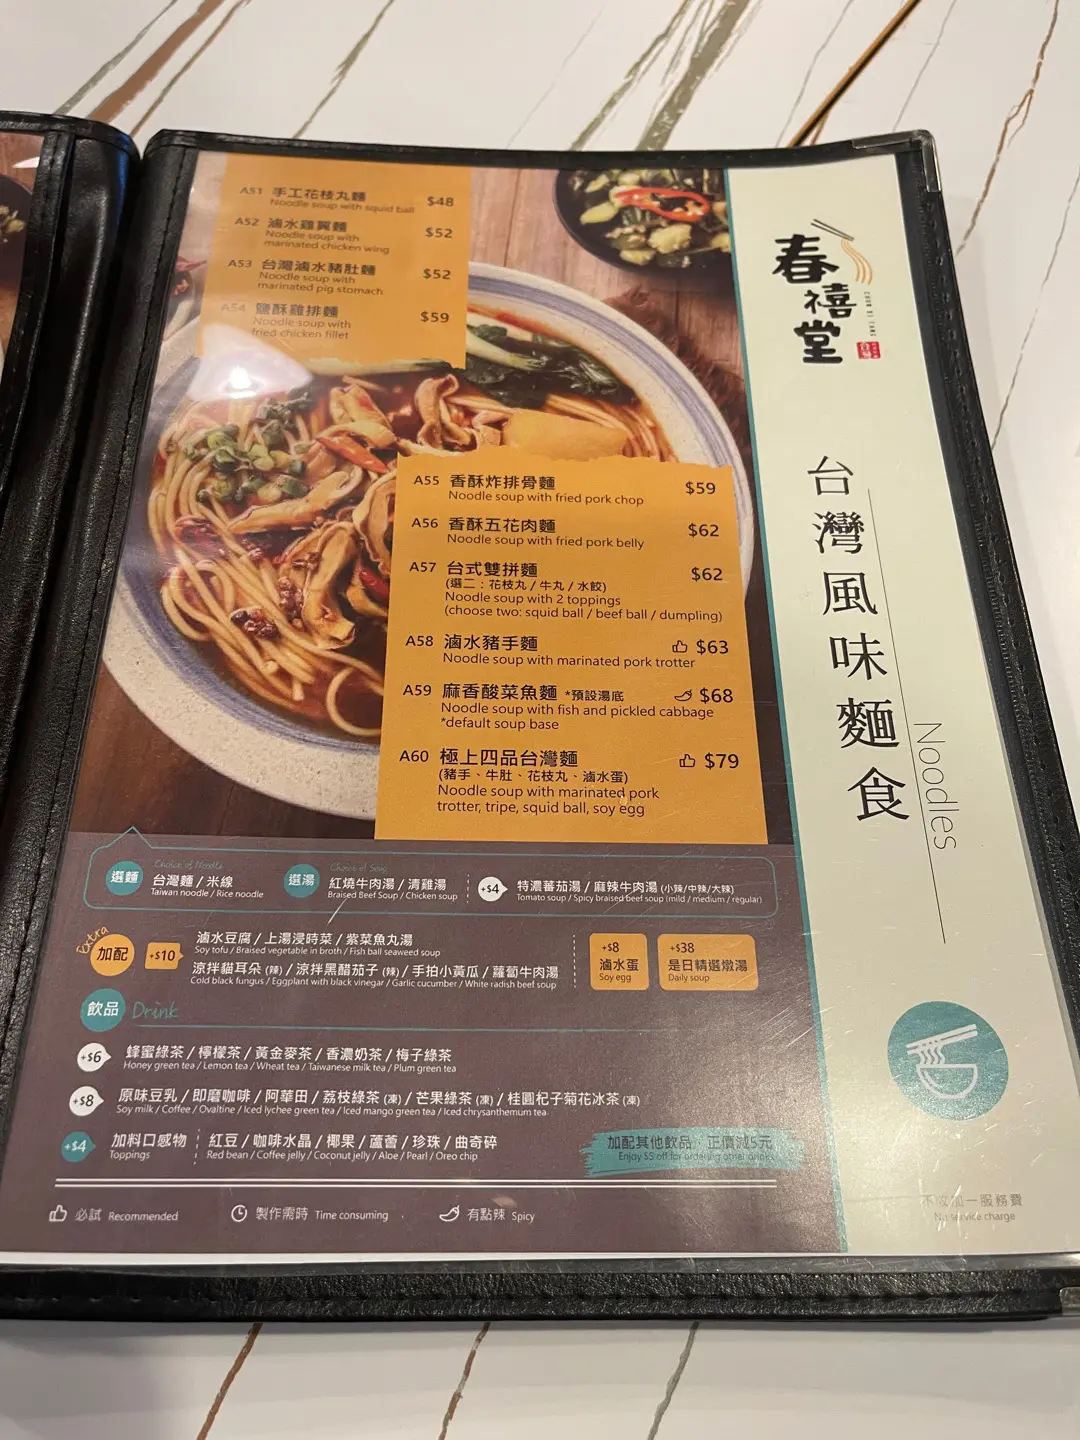 A51 手工花枝丸麵 $48
Noodle soup with squid ball
A52 滷水雞翼麵 $52
Noodle soup with
marinated chicken wing
A53 台灣滷水豬肚麵 $52
Noodle soup with
marinated pig stomach
A54 鹽酥雞排麵 $59
Noodle soup with
fried chicken fillet
A55 香酥炸排骨麵 $59
Noodle soup with fried pork chop
A56 香酥五花肉麵 $62
Noodle soup with fried pork belly
A57 台式雙拼麵 $62
(選二：花枝丸 / 牛丸 / 水餃)
Noodle soup with 2 toppings
(choose two: squid ball / beef ball / dumpling)
A58 滷水豬手麵 $63
Noodle soup with marinated pork trotter
A59 麻香酸菜魚麵 *預設湯底 $68
Noodle soup with fish and pickled cabbage
*default soup base
A60 極上四品台灣麵 $79
(豬手、牛肚、花枝丸、滷水蛋)
Noodle soup with marinated pork
trotter, tripe, squid ball, soy egg
春禧堂
CHUN XI TANG
台灣風味麵食
Noodles
選麵
Choice of Noodle
台灣麵 / 米線
Taiwan noodle / Rice noodle
選湯
Choice of Soup
紅燒牛肉湯 / 清雞湯
Braised Beef Soup / Chicken soup
+$4
特濃蕃茄湯 / 麻辣牛肉湯 (小辣/中辣/大辣)
Tomato soup / Spicy braised beef soup (mild / medium / regular)
Extra
加配
+$10
滷水豆腐 / 上湯浸時菜 / 紫菜魚丸湯
Soy tofu / Braised vegetable in broth / Fish ball seaweed soup
涼拌貓耳朵 (辣) / 涼拌黑醋茄子 (辣) / 手拍小黃瓜 / 蘿蔔牛肉湯
Cold black fungus / Eggplant with black vinegar / Garlic cucumber / White radish beef soup
+$8
滷水蛋
Soy egg
+$38
是日精選燉湯
Daily soup
飲品 Drink
+$6
蜂蜜綠茶 / 檸檬茶 / 黃金麥茶 / 香濃奶茶 / 梅子綠茶
Honey green tea / Lemon tea / Wheat tea / Taiwanese milk tea / Plum green tea
+$8
原味豆乳 / 即磨咖啡 / 阿華田 / 荔枝綠茶 (凍) / 芒果綠茶 (凍) / 桂圓杞子菊花冰茶 (凍)
Soy milk / Coffee / Ovaltine / Iced lychee green tea / Iced mango green tea / Iced chrysanthemum tea
+$4
加料口感物
Toppings
紅豆 / 咖啡水晶 / 椰果 / 蘆薈 / 珍珠 / 曲奇碎
Red bean / Coffee jelly / Coconut jelly / Aloe / Pearl / Oreo chip
加配其他飲品 正價減5元
Enjoy $5 off for ordering other drinks
必試 Recommended
製作需時 Time consuming
有點辣 Spicy
不收加一服務費
No service charge